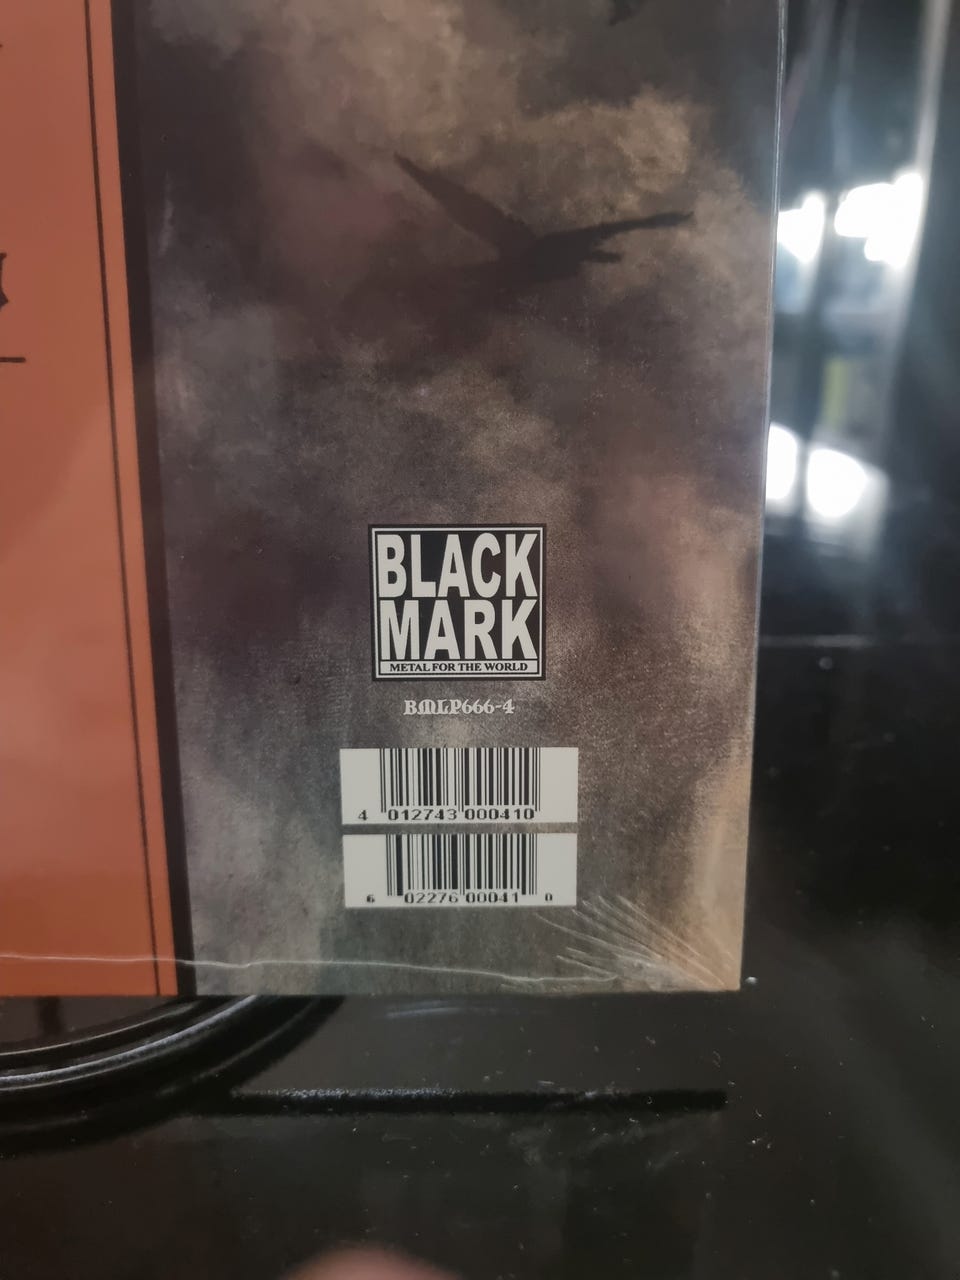 BLACK
MARK
METAL FOR THE WORLD
BMLP666-4
4 012743 000410
6 02276 00041 0